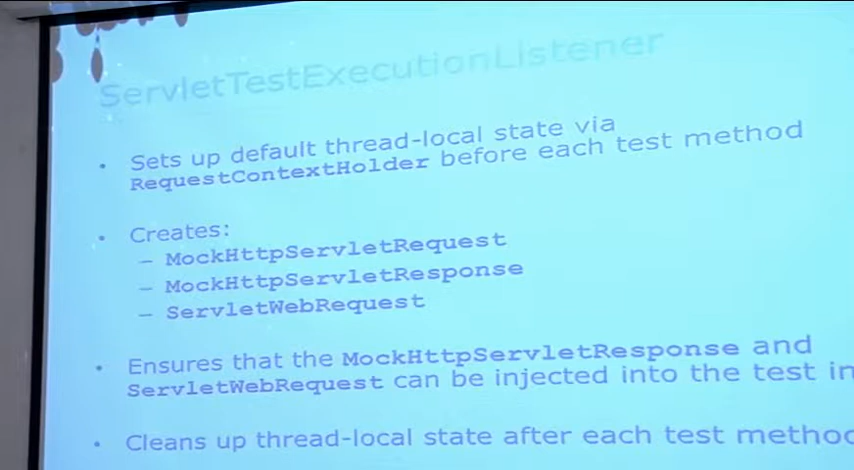 ServletTestExecutionListener
• Sets up default thread-local state via
RequestContextHolder before each test method
• Creates:
– MockHttpServletRequest
– MockHttpServletResponse
– ServletWebRequest
• Ensures that the MockHttpServletResponse and
ServletWebRequest can be injected into the test in
• Cleans up thread-local state after each test metho